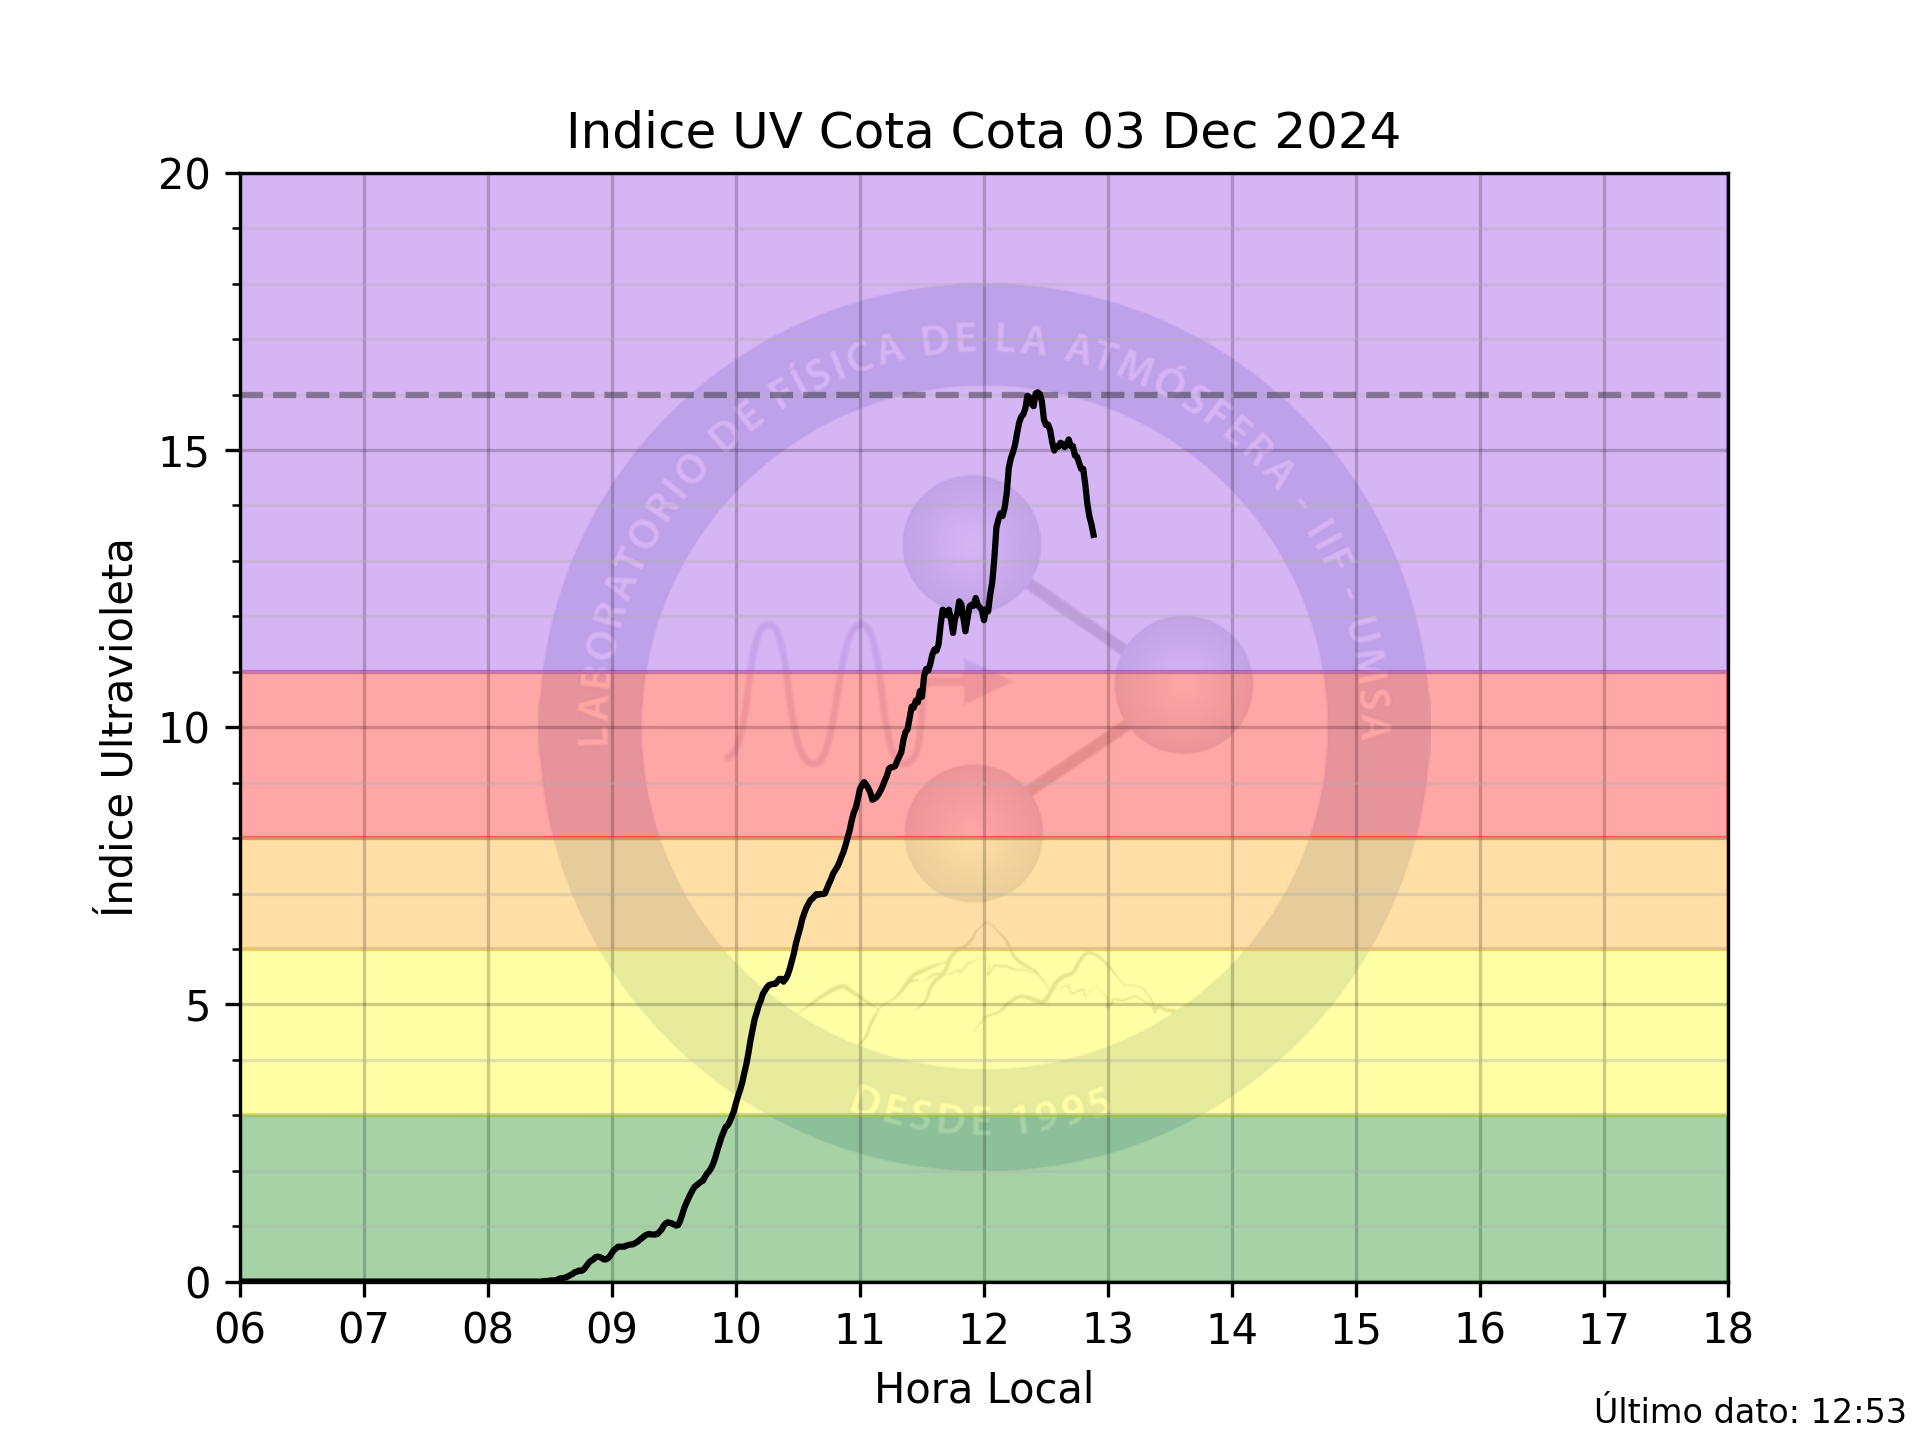 Indice UV Cota Cota 03 Dec 2024
20
15
10
5
0
Índice Ultravioleta
LABORATORIO DE FÍSICA DE LA ATMÓSFERA - IIF - UMSA
DESDE 1995
06 07 08 09 10 11 12 13 14 15 16 17 18
Hora Local
Último dato: 12:53